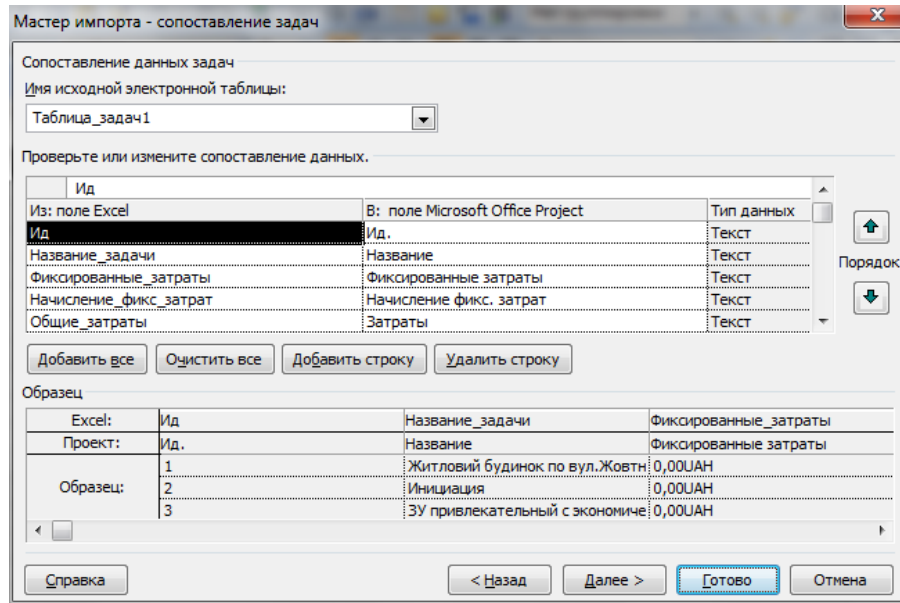 Мастер импорта - сопоставление задач
Сопоставление данных задач
Имя исходной электронной таблицы:
Таблица_задач1
Проверьте или измените сопоставление данных.
Ид
Из: поле Excel В: поле Microsoft Office Project Тип данных
Ид Ид. Текст
Название_задачи Название Текст
Фиксированные_затраты Фиксированные затраты Текст
Начисление_фикс_затрат Начисление фикс. затрат Текст
Общие_затраты Затраты Текст
Порядок
Добавить все Очистить все Добавить строку Удалить строку
Образец
Excel: Ид Название_задачи Фиксированные_затраты
Проект: Ид. Название Фиксированные затраты
Образец:
1 Житловий будинок по вул.Жовтн 0,00UAH
2 Инициация 0,00UAH
3 ЗУ привлекательный с экономиче 0,00UAH
Справка < Назад Далее > Готово Отмена